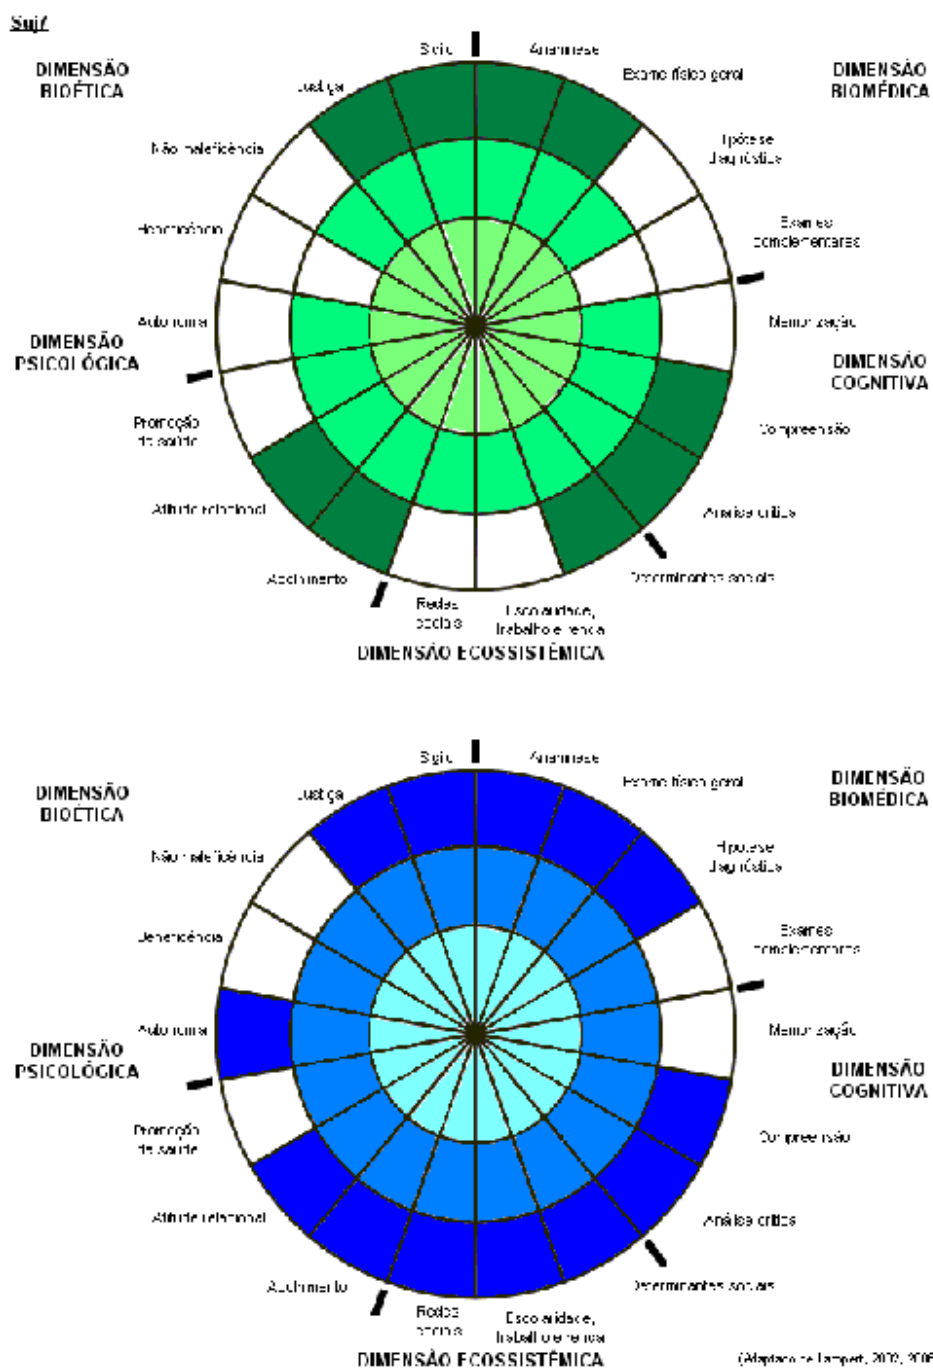 Suj7
Sigilo
Anamnese
DIMENSÃO
BIOÉTICA
Justiça
Exame físico geral
DIMENSÃO
BIOMÉDICA
Não maleficência
Hipótese
diagnóstica
Beneficência
Exames
complementares
Autonomia
Memorização
DIMENSÃO
PSICOLÓGICA
DIMENSÃO
COGNITIVA
Promoção
da saúde
Compreensão
Atitude relacional
Análise crítica
Acolhimento
Determinantes sociais
Redes
sociais
Escolaridade,
trabalho e renda
DIMENSÃO ECOSSISTÊMICA
Sigilo
Anamnese
DIMENSÃO
BIOÉTICA
Justiça
Exame físico geral
DIMENSÃO
BIOMÉDICA
Não maleficência
Hipótese
diagnóstica
Beneficência
Exames
complementares
Autonomia
Memorização
DIMENSÃO
PSICOLÓGICA
DIMENSÃO
COGNITIVA
Promoção
da saúde
Compreensão
Atitude relacional
Análise crítica
Acolhimento
Determinantes sociais
Redes
sociais
Escolaridade,
trabalho e renda
DIMENSÃO ECOSSISTÊMICA
(Adaptado de Lampert, 2002,